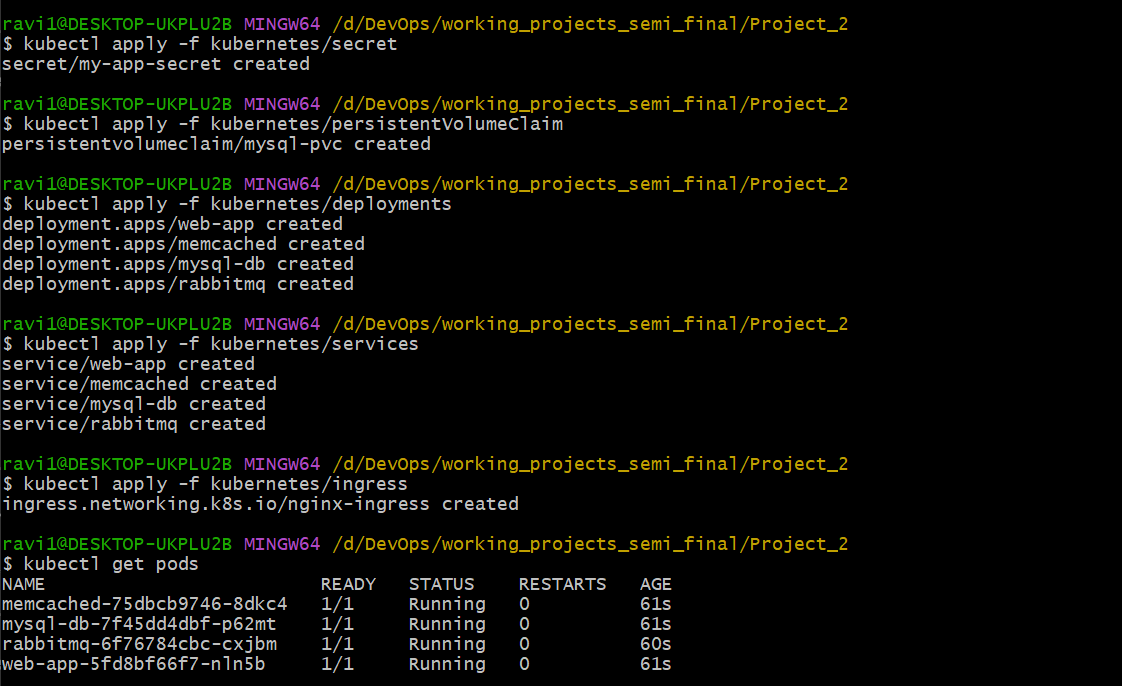 ravi1@DESKTOP-UKPLU2B MINGW64 /d/DevOps/working_projects_semi_final/Project_2
$ kubectl apply -f kubernetes/secret
secret/my-app-secret created
ravi1@DESKTOP-UKPLU2B MINGW64 /d/DevOps/working_projects_semi_final/Project_2
$ kubectl apply -f kubernetes/persistentVolumeClaim
persistentvolumeclaim/mysql-pvc created
ravi1@DESKTOP-UKPLU2B MINGW64 /d/DevOps/working_projects_semi_final/Project_2
$ kubectl apply -f kubernetes/deployments
deployment.apps/web-app created
deployment.apps/memcached created
deployment.apps/mysql-db created
deployment.apps/rabbitmq created
ravi1@DESKTOP-UKPLU2B MINGW64 /d/DevOps/working_projects_semi_final/Project_2
$ kubectl apply -f kubernetes/services
service/web-app created
service/memcached created
service/mysql-db created
service/rabbitmq created
ravi1@DESKTOP-UKPLU2B MINGW64 /d/DevOps/working_projects_semi_final/Project_2
$ kubectl apply -f kubernetes/ingress
ingress.networking.k8s.io/nginx-ingress created
ravi1@DESKTOP-UKPLU2B MINGW64 /d/DevOps/working_projects_semi_final/Project_2
$ kubectl get pods
NAME READY STATUS RESTARTS AGE
memcached-75dbcb9746-8dkc4 1/1 Running 0 61s
mysql-db-7f45dd4dbf-p62mt 1/1 Running 0 61s
rabbitmq-6f76784cbc-cxjbm 1/1 Running 0 60s
web-app-5fd8bf66f7-nln5b 1/1 Running 0 61s